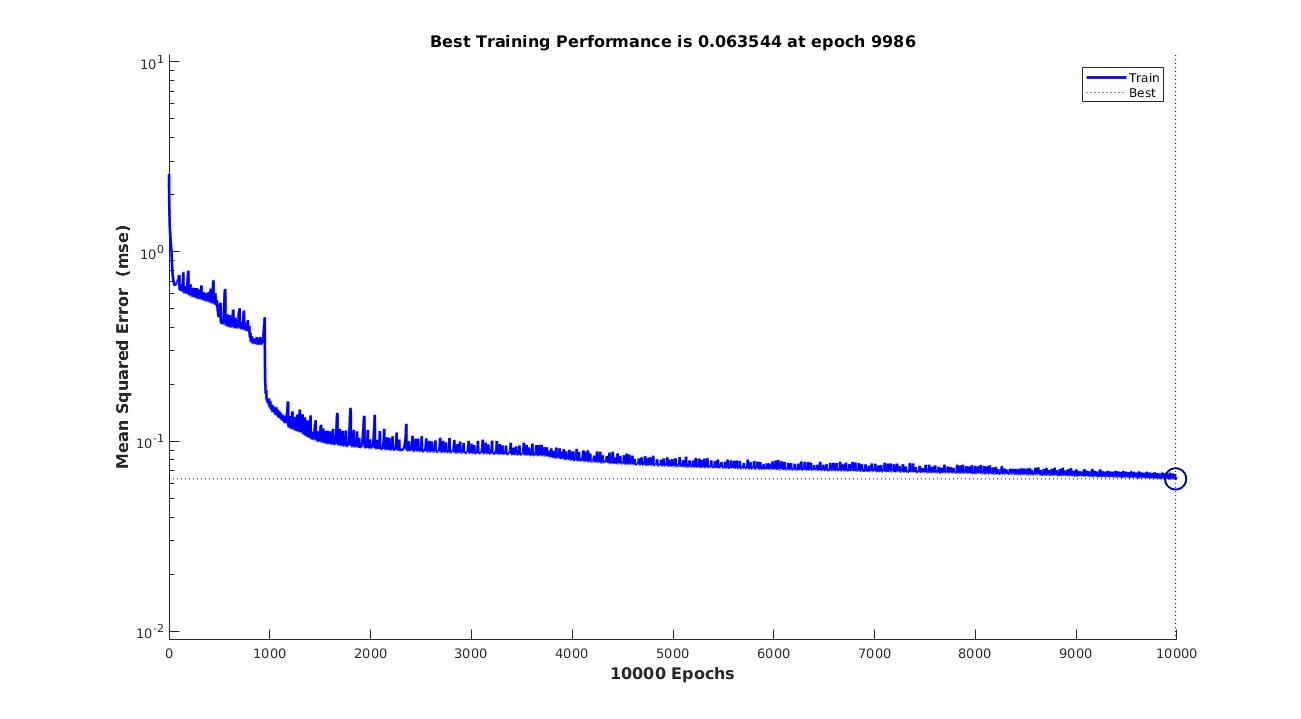 Best Training Performance is 0.063544 at epoch 9986
10^1
10^0
10^-1
10^-2
Mean Squared Error (mse)
Train
Best
0 1000 2000 3000 4000 5000 6000 7000 8000 9000 10000
10000 Epochs